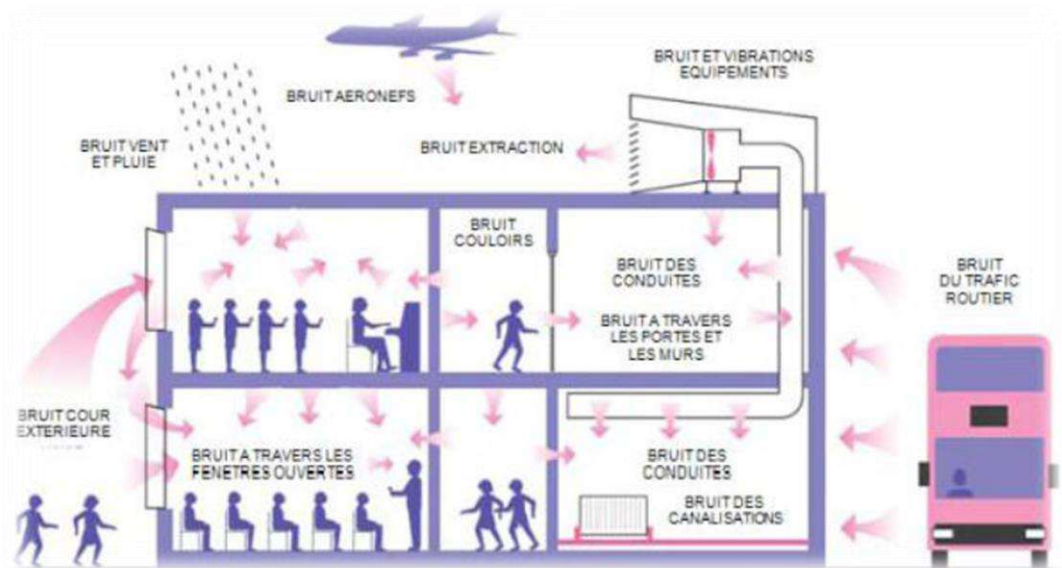 BRUIT ET VIBRATIONS
EQUIPEMENTS
BRUIT AERONEFS
BRUIT VENT
ET PLUIE
BRUIT EXTRACTION
BRUIT
COULOIRS
BRUIT DES
CONDUITES
BRUIT
DU TRAFIC
ROUTIER
BRUIT A TRAVERS
LES PORTES ET
LES MURS
BRUIT COUR
EXTERIEURE
BRUIT A TRAVERS LES
FENETRES OUVERTES
BRUIT DES
CONDUITES
BRUIT DES
CANALISATIONS